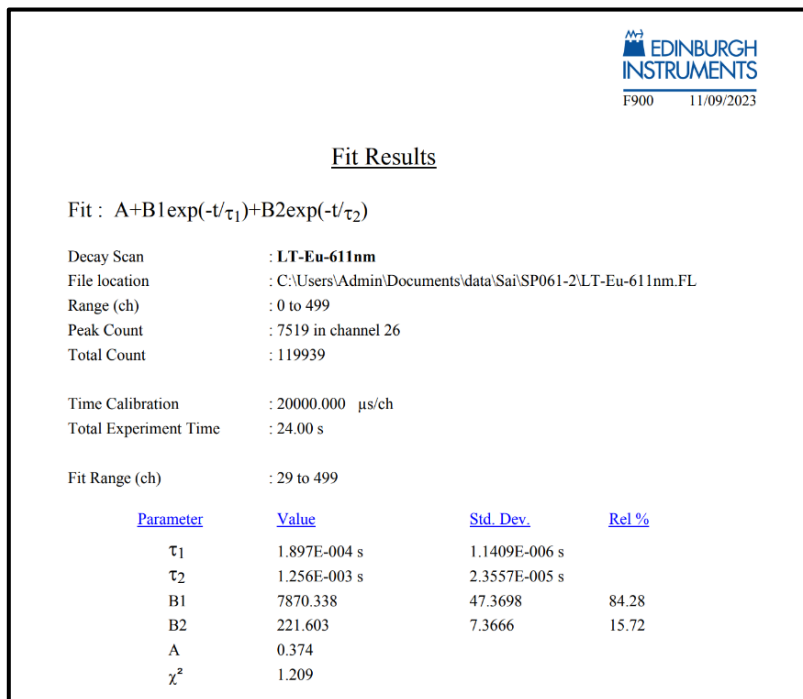 EDINBURGH
INSTRUMENTS
F900 11/09/2023
Fit Results
Fit : A+B1exp(-t/τ1)+B2exp(-t/τ2)
Decay Scan : LT-Eu-611nm
File location : C:\Users\Admin\Documents\data\Sai\SP061-2\LT-Eu-611nm.FL
Range (ch) : 0 to 499
Peak Count : 7519 in channel 26
Total Count : 119939
Time Calibration : 20000.000 µs/ch
Total Experiment Time : 24.00 s
Fit Range (ch) : 29 to 499
Parameter Value Std. Dev. Rel %
τ1 1.897E-004 s 1.1409E-006 s
τ2 1.256E-003 s 2.3557E-005 s
B1 7870.338 47.3698 84.28
B2 221.603 7.3666 15.72
A 0.374
χ² 1.209